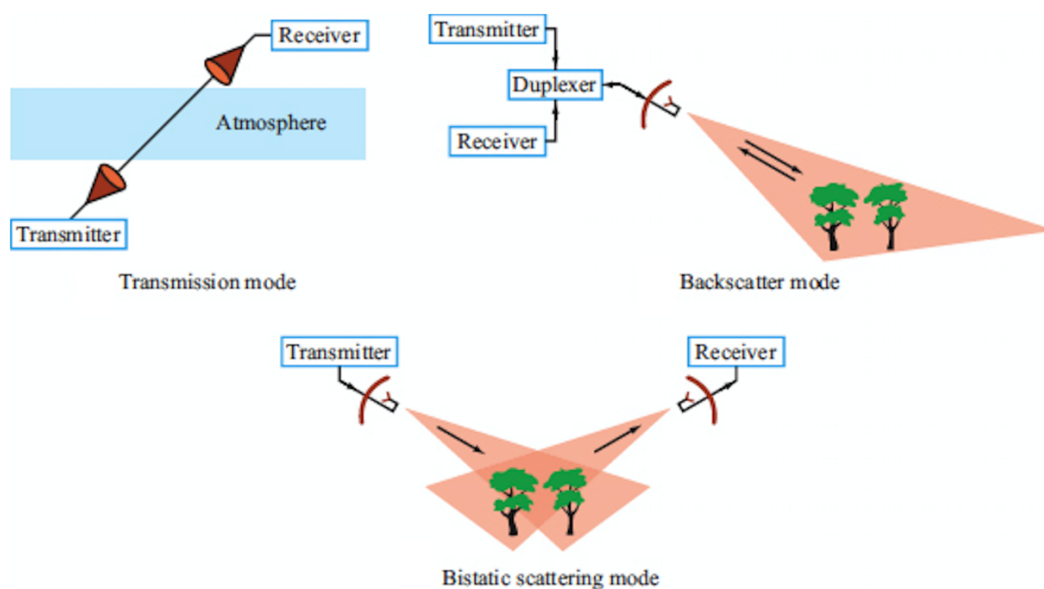 Receiver
Atmosphere
Transmitter
Transmission mode
Transmitter
Duplexer
Receiver
Backscatter mode
Transmitter
Receiver
Bistatic scattering mode